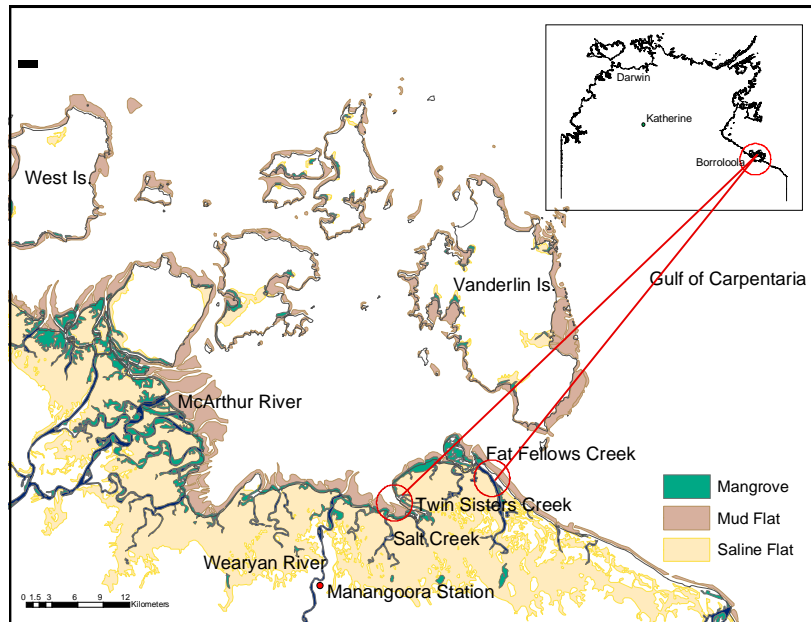 Darwin
Katherine
Borroloola
West Is.
Vanderlin Is.
Gulf of Carpentaria
McArthur River
Fat Fellows Creek
Twin Sisters Creek
Salt Creek
Wearyan River
Manangoora Station
Mangrove
Mud Flat
Saline Flat
0 1.5 3 6 9 12
Kilometers